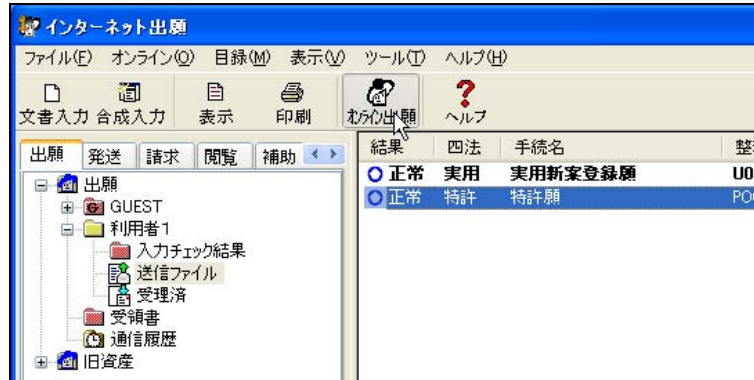 インターネット出願
ファイル(F) オンライン(O) 目録(M) 表示(V) ツール(T) ヘルプ(H)
文書入力 合成入力 表示 印刷 オンライン出願 ヘルプ
出願 発送 請求 閲覧 補助
結果 四法 手続名
正常 実用 実用新案登録願 U0
正常 特許 特許願
出願
GUEST
利用者1
入力チェック結果
送信ファイル
受理済
受領書
通信履歴
旧資産